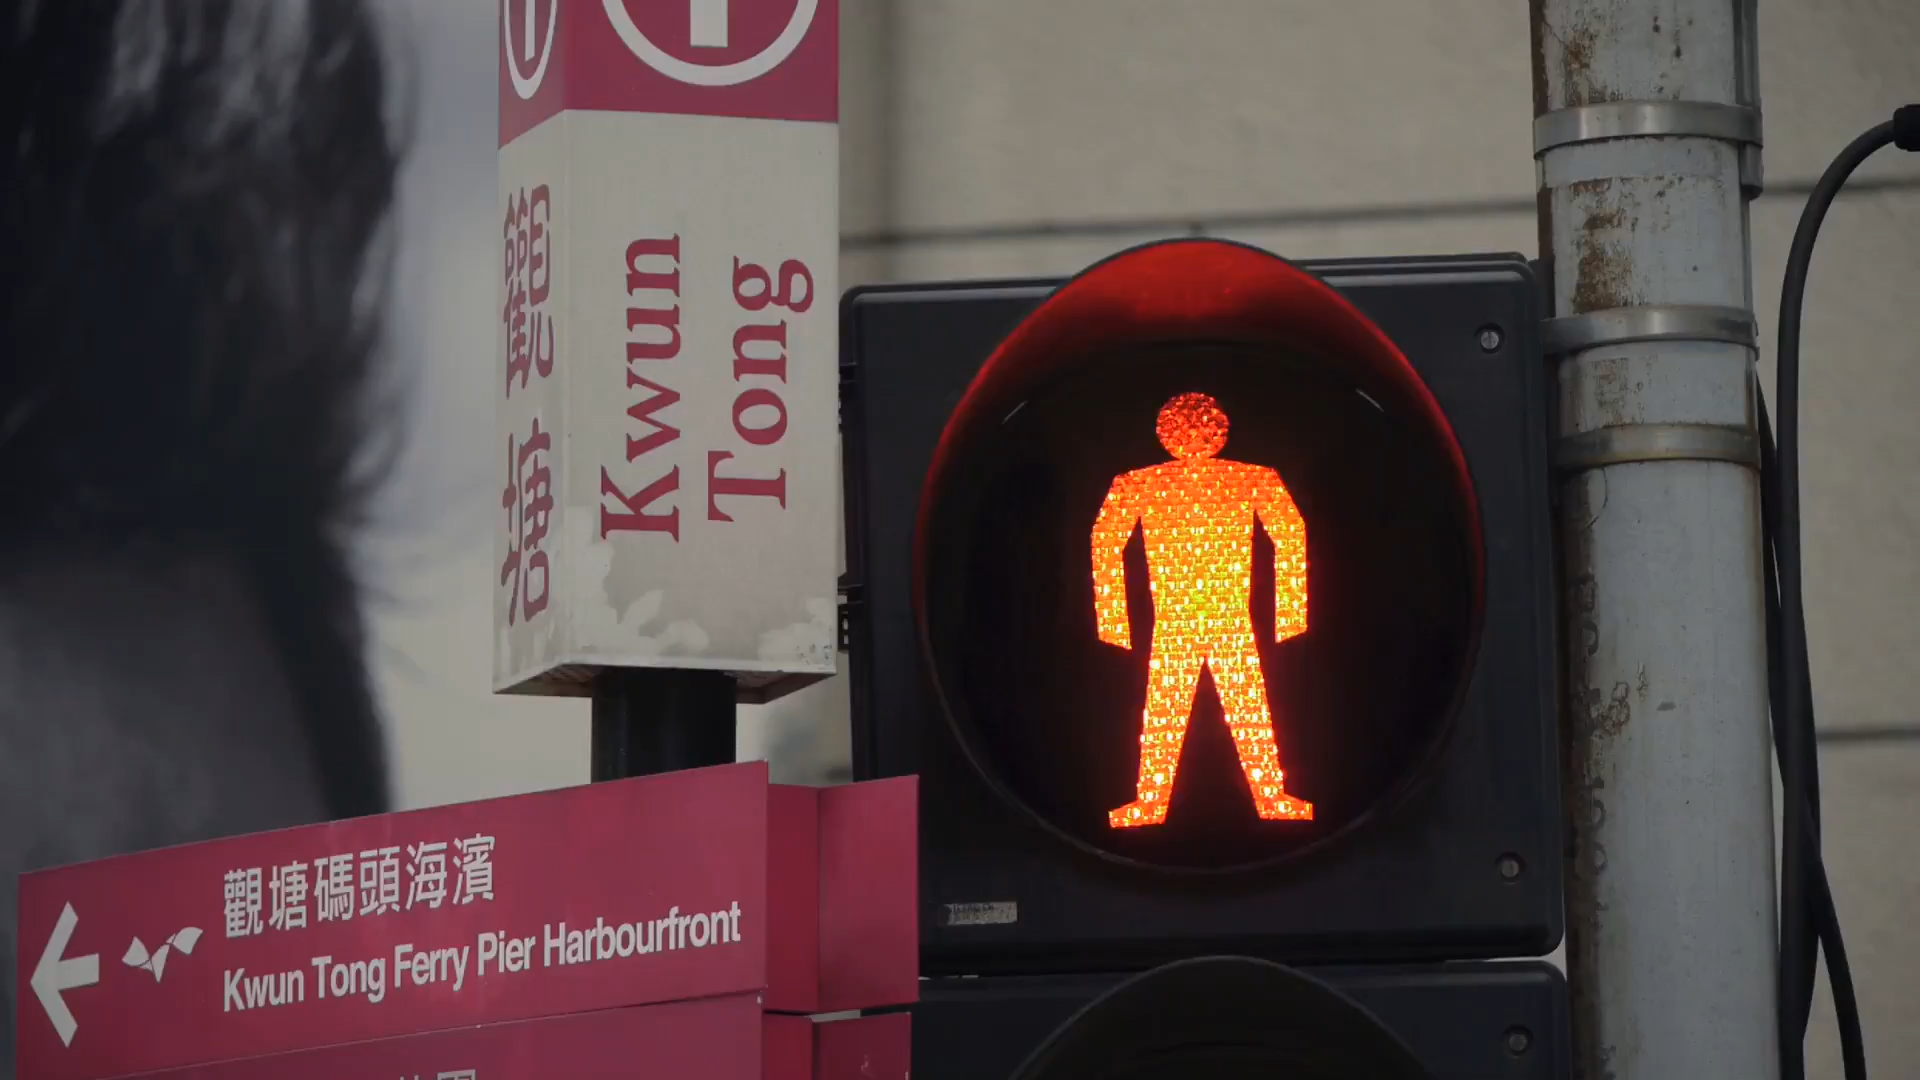 觀塘
Kwun
Tong
觀塘碼頭海濱
Kwun Tong Ferry Pier Harbourfront